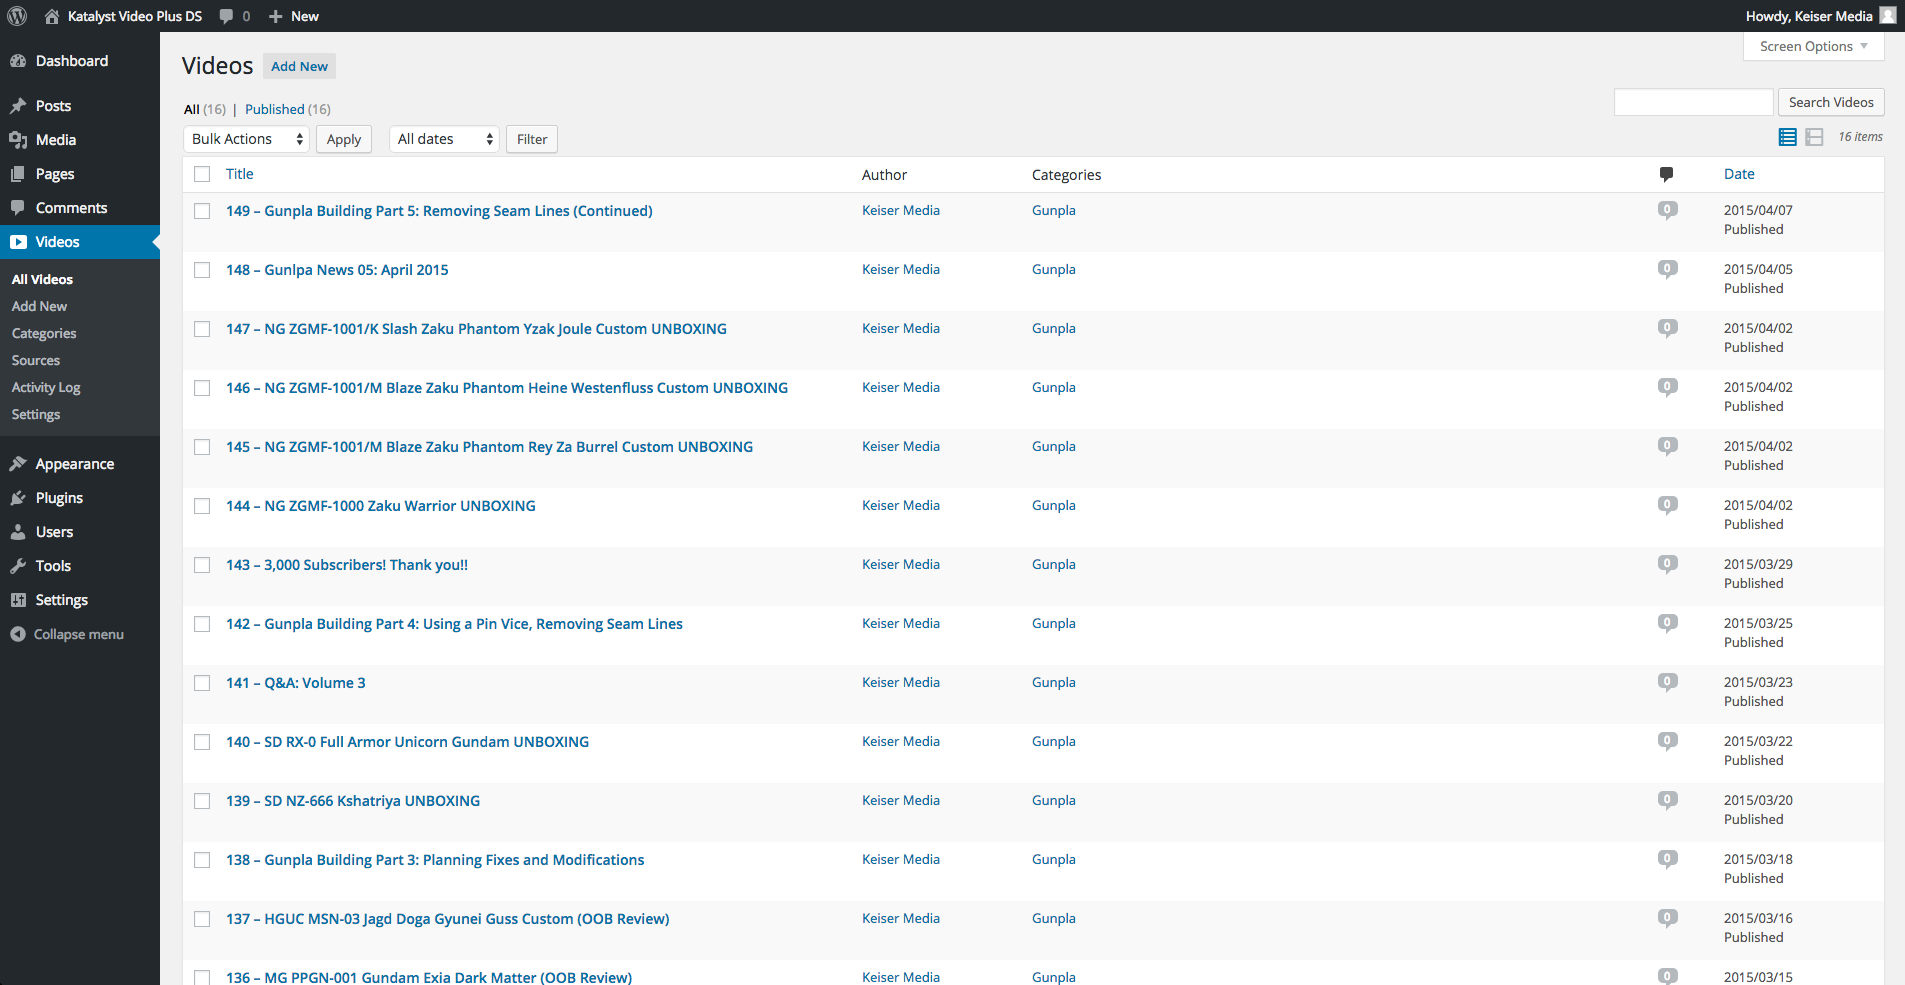 Katalyst Video Plus DS 0 New Howdy, Keiser Media
Dashboard
Posts
Media
Pages
Comments
Videos
All Videos
Add New
Categories
Sources
Activity Log
Settings
Appearance
Plugins
Users
Tools
Settings
Collapse menu
Screen Options
Videos Add New
All (16) | Published (16)
Search Videos
Bulk Actions Apply All dates Filter 16 items
Title Author Categories Date
149 – Gunpla Building Part 5: Removing Seam Lines (Continued) Keiser Media Gunpla 0 2015/04/07
Published
148 – Gunlpa News 05: April 2015 Keiser Media Gunpla 0 2015/04/05
Published
147 – NG ZGMF-1001/K Slash Zaku Phantom Yzak Joule Custom UNBOXING Keiser Media Gunpla 0 2015/04/02
Published
146 – NG ZGMF-1001/M Blaze Zaku Phantom Heine Westenfluss Custom UNBOXING Keiser Media Gunpla 0 2015/04/02
Published
145 – NG ZGMF-1001/M Blaze Zaku Phantom Rey Za Burrel Custom UNBOXING Keiser Media Gunpla 0 2015/04/02
Published
144 – NG ZGMF-1000 Zaku Warrior UNBOXING Keiser Media Gunpla 0 2015/04/02
Published
143 – 3,000 Subscribers! Thank you!! Keiser Media Gunpla 0 2015/03/29
Published
142 – Gunpla Building Part 4: Using a Pin Vice, Removing Seam Lines Keiser Media Gunpla 0 2015/03/25
Published
141 – Q&A: Volume 3 Keiser Media Gunpla 0 2015/03/23
Published
140 – SD RX-0 Full Armor Unicorn Gundam UNBOXING Keiser Media Gunpla 0 2015/03/22
Published
139 – SD NZ-666 Kshatriya UNBOXING Keiser Media Gunpla 0 2015/03/20
Published
138 – Gunpla Building Part 3: Planning Fixes and Modifications Keiser Media Gunpla 0 2015/03/18
Published
137 – HGUC MSN-03 Jagd Doga Gyunei Guss Custom (OOB Review) Keiser Media Gunpla 0 2015/03/16
Published
136 – MG PPGN-001 Gundam Exia Dark Matter (OOB Review) Keiser Media Gunpla 0 2015/03/15